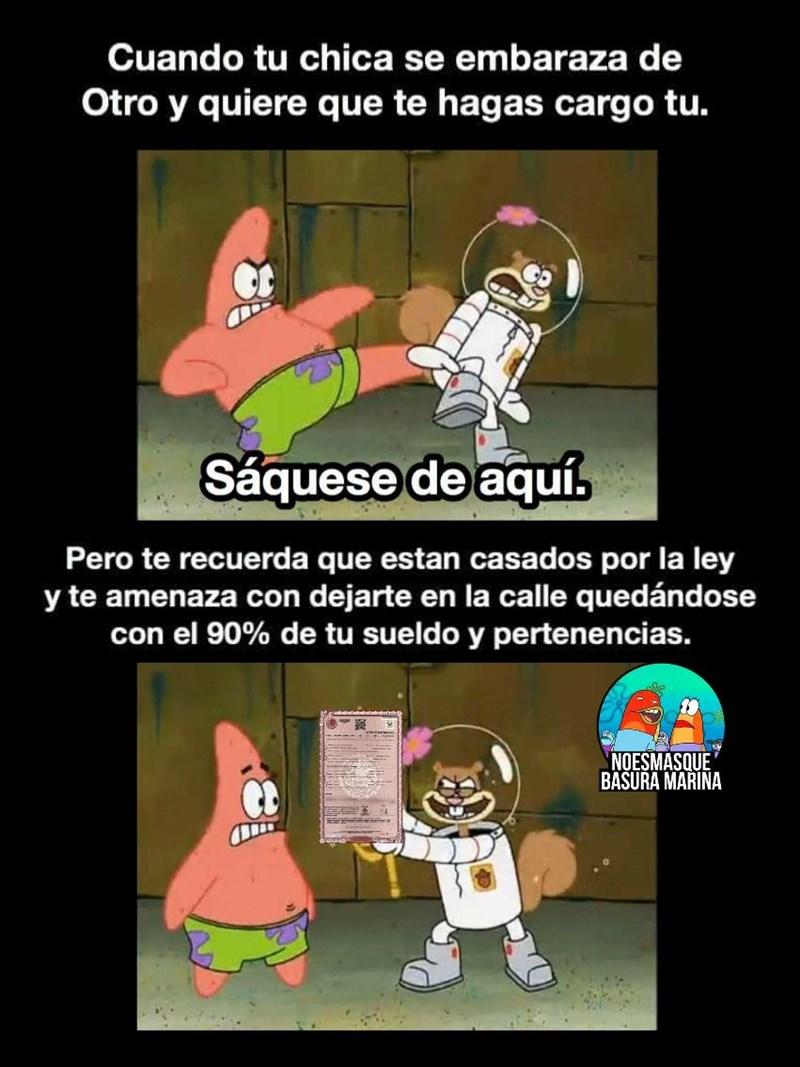 Cuando tu chica se embaraza de
Otro y quiere que te hagas cargo tu.
Sáquese de aquí.
Pero te recuerda que estan casados por la ley
y te amenaza con dejarte en la calle quedándose
con el 90% de tu sueldo y pertenencias.
NOESMASQUE
BASURA MARINA